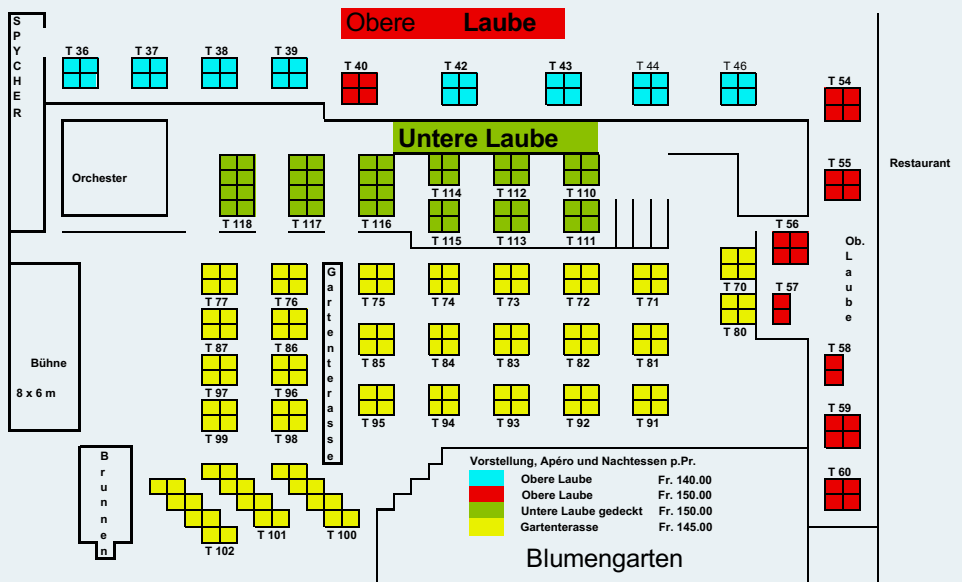 Obere Laube
SPYCHER
T 36 T 37 T 38 T 39
T 40 T 42 T 43 T 44 T 46
T 54
Untere Laube
Orchester
Restaurant
T 55
T 114 T 112 T 110
T 118 T 117 T 116
T 115 T 113 T 111
T 56
Ob. Laube
Gartenterasse
T 77 T 76 T 75 T 74 T 73 T 72 T 71
T 70 T 57
T 80
T 87 T 86 T 85 T 84 T 83 T 82 T 81
T 58
Bühne
8 x 6 m
T 97 T 96 T 95 T 94 T 93 T 92 T 91
T 59
T 99 T 98
Brunnen
T 60
T 102 T 101 T 100
Vorstellung, Apéro und Nachtessen p.Pr.
Obere Laube Fr. 140.00
Obere Laube Fr. 150.00
Untere Laube gedeckt Fr. 150.00
Gartenterasse Fr. 145.00
Blumengarten